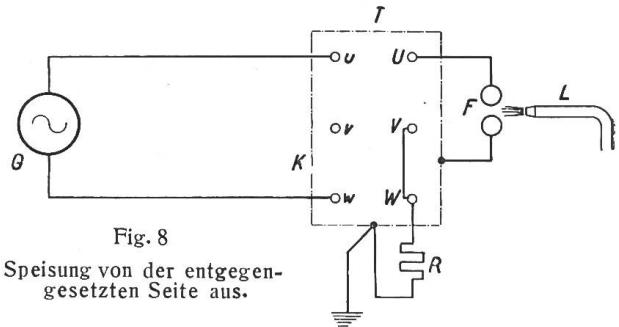 T
u U
F L
G
v V
K
w W
R
Fig. 8
Speisung von der entgegen-
gesetzten Seite aus.